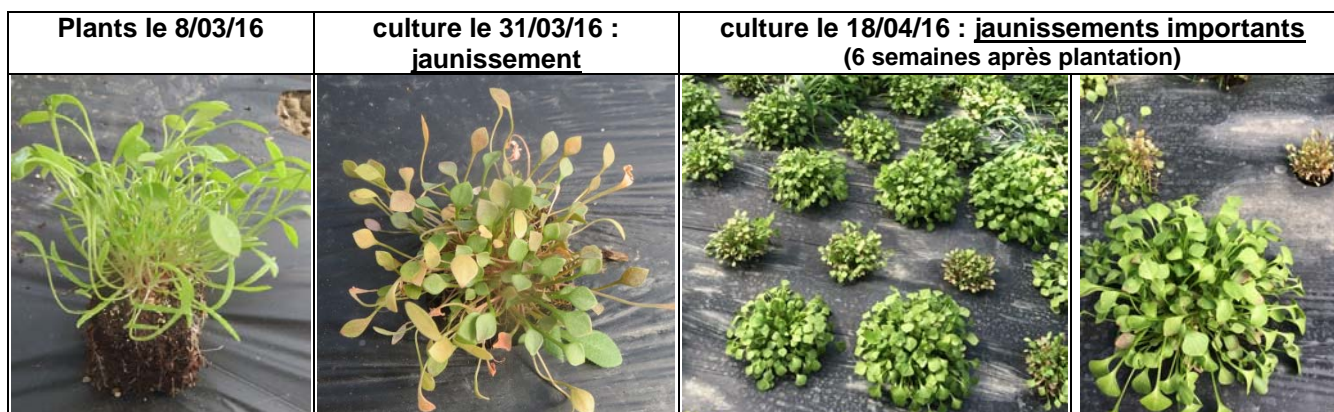 Plants le 8/03/16
culture le 31/03/16 :
jaunissement
culture le 18/04/16 : jaunissements importants
(6 semaines après plantation)